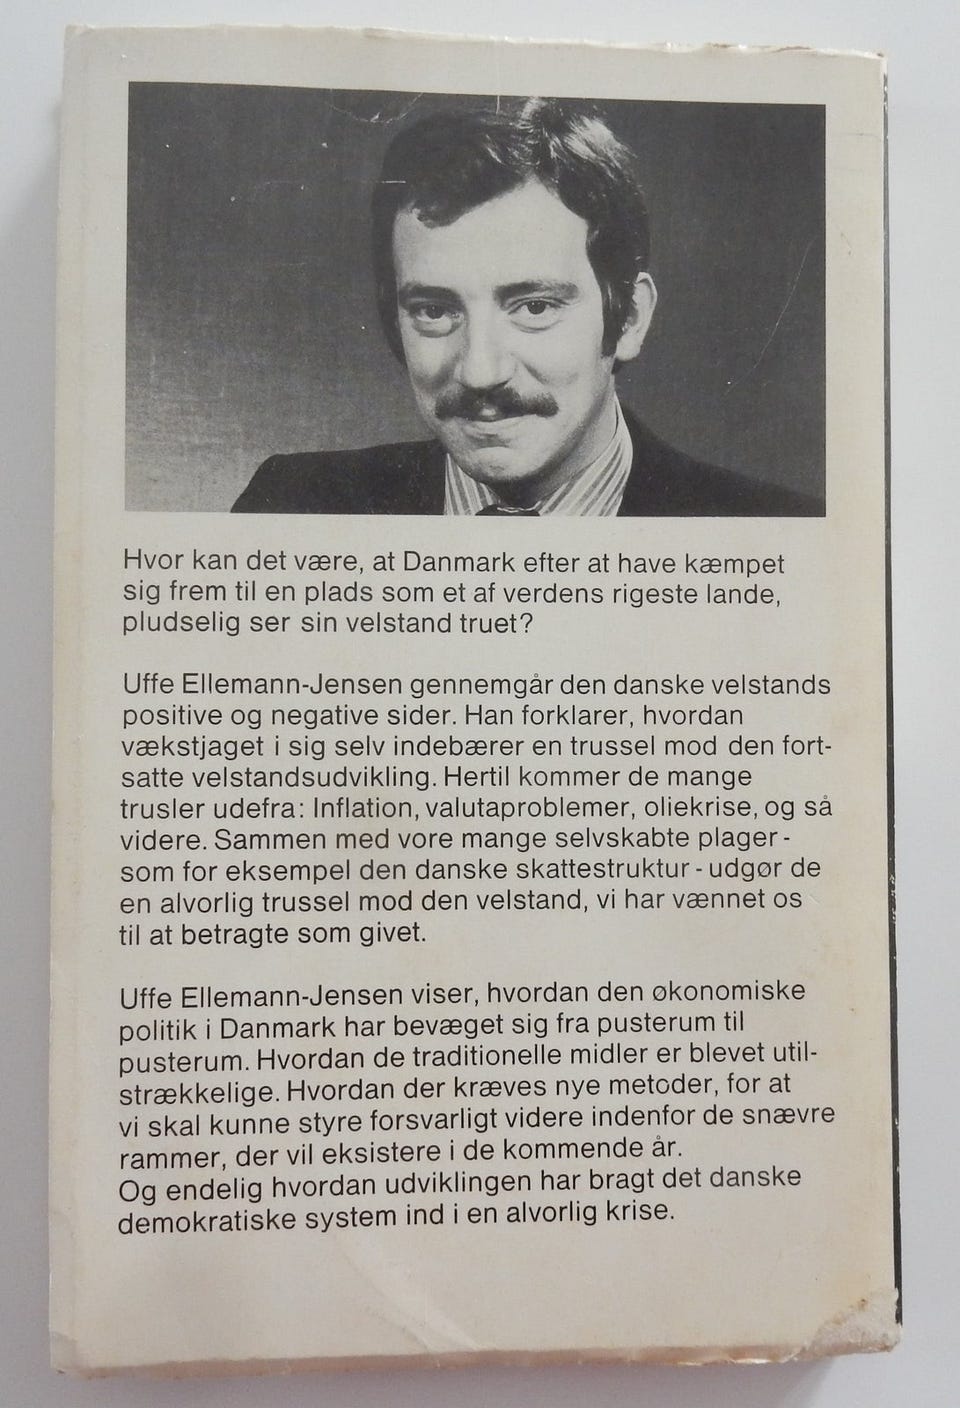 Hvor kan det være, at Danmark efter at have kæmpet
sig frem til en plads som et af verdens rigeste lande,
pludselig ser sin velstand truet?
Uffe Ellemann-Jensen gennemgår den danske velstands
positive og negative sider. Han forklarer, hvordan
vækstjaget i sig selv indebærer en trussel mod den fort-
satte velstandsudvikling. Hertil kommer de mange
trusler udefra: Inflation, valutaproblemer, oliekrise, og så
videre. Sammen med vore mange selvskabte plager -
som for eksempel den danske skattestruktur - udgør de
en alvorlig trussel mod den velstand, vi har vænnet os
til at betragte som givet.
Uffe Ellemann-Jensen viser, hvordan den økonomiske
politik i Danmark har bevæget sig fra pusterum til
pusterum. Hvordan de traditionelle midler er blevet util-
strækkelige. Hvordan der kræves nye metoder, for at
vi skal kunne styre forsvarligt videre indenfor de snævre
rammer, der vil eksistere i de kommende år.
Og endelig hvordan udviklingen har bragt det danske
demokratiske system ind i en alvorlig krise.